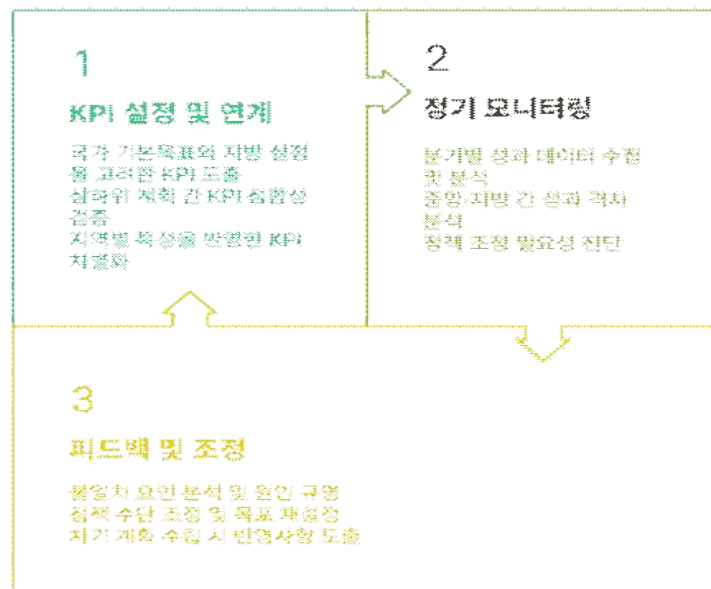 1
KPI 설정 및 연계
국가 기본목표와 지방 실정
을 고려한 KPI 도출
상하위 계획 간 KPI 정합성
검증
지역별 특성을 반영한 KPI
차별화
2
정기 모니터링
분기별 성과 데이터 수집
및 분석
중앙-지방 간 성과 격차
분석
정책 조정 필요성 진단
3
피드백 및 조정
불일치 요인 분석 및 원인 규명
정책 수단 조정 및 목표 재설정
차기 계획 수립 시 반영사항 도출